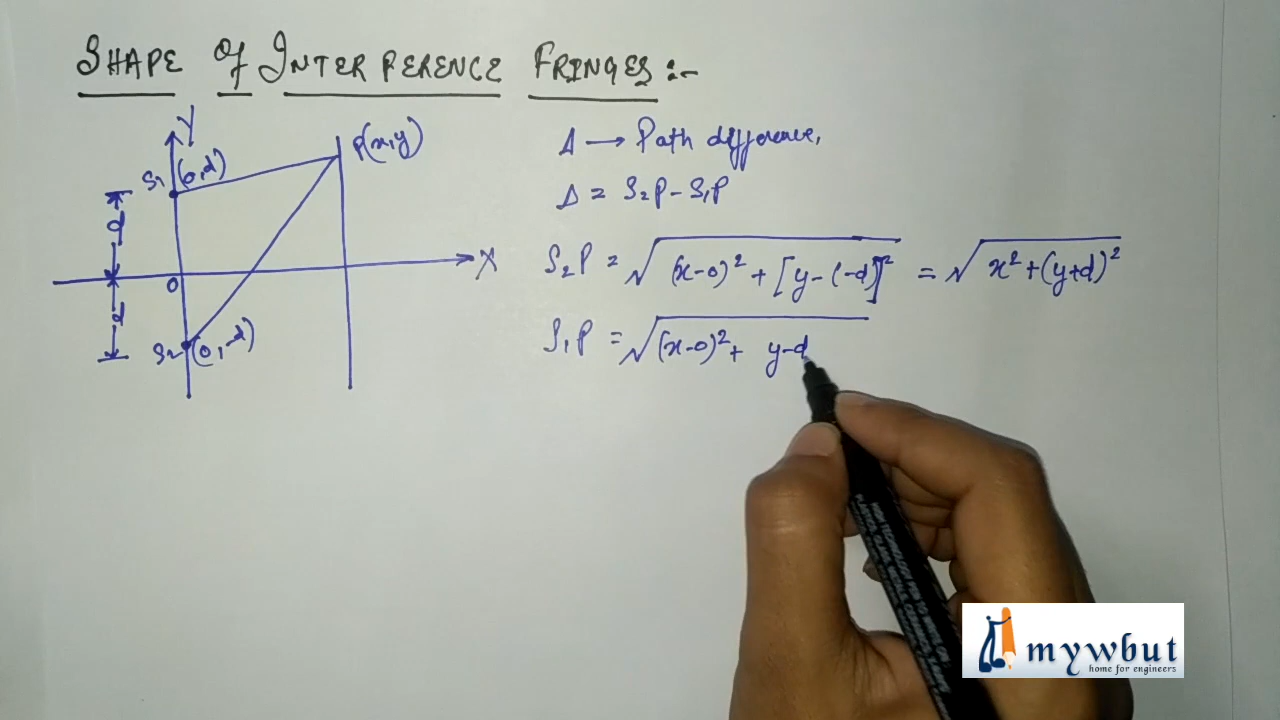 SHAPE Of INTERFERENCE FRINGES :-
Y
S₁ (0,d)
P(x,y)
d
X
0
d
S₂ (0,-d)
Δ → Path difference,
Δ = S₂P - S₁P
S₂P = √(x-0)² + [y-(-d)]² = √x² + (y+d)²
S₁P = √(x-0)² + y-d
mywbut
home for engineers